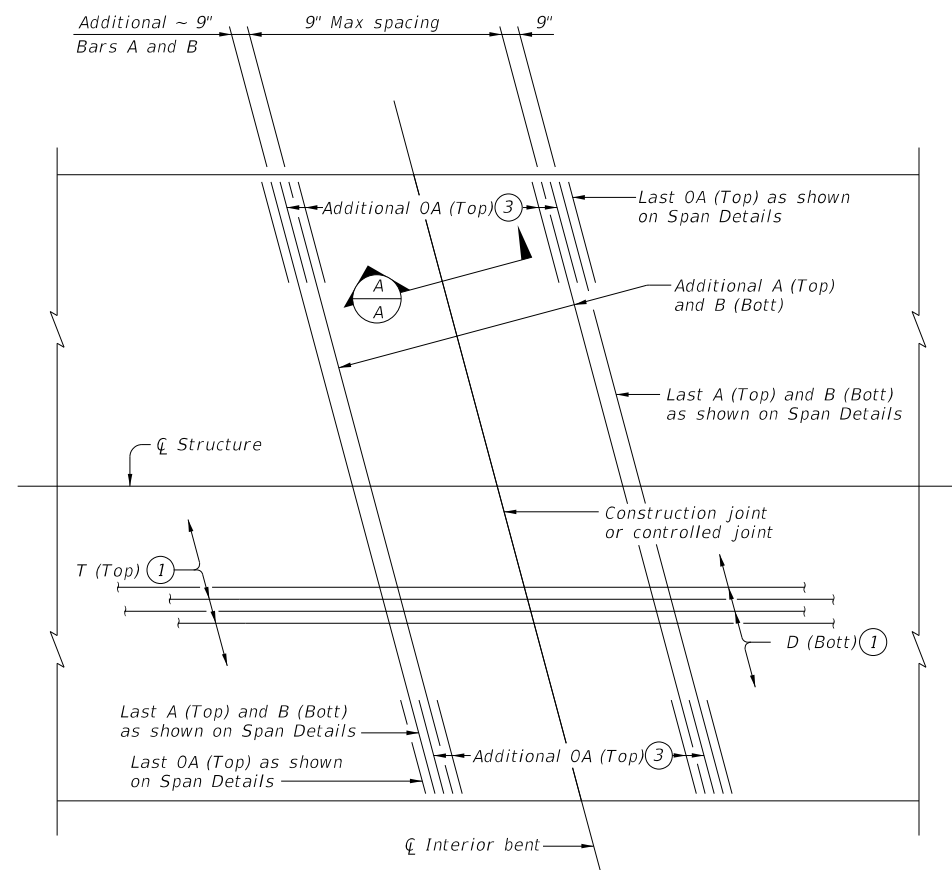 Additional ~ 9"
Bars A and B
9" Max spacing
9"
Additional OA (Top) 3
Last OA (Top) as shown
on Span Details
A
A
Additional A (Top)
and B (Bott)
Last A (Top) and B (Bott)
as shown on Span Details
℄ Structure
Construction joint
or controlled joint
T (Top) 1
D (Bott) 1
Last A (Top) and B (Bott)
as shown on Span Details
Last OA (Top) as shown
on Span Details
Additional OA (Top) 3
℄ Interior bent